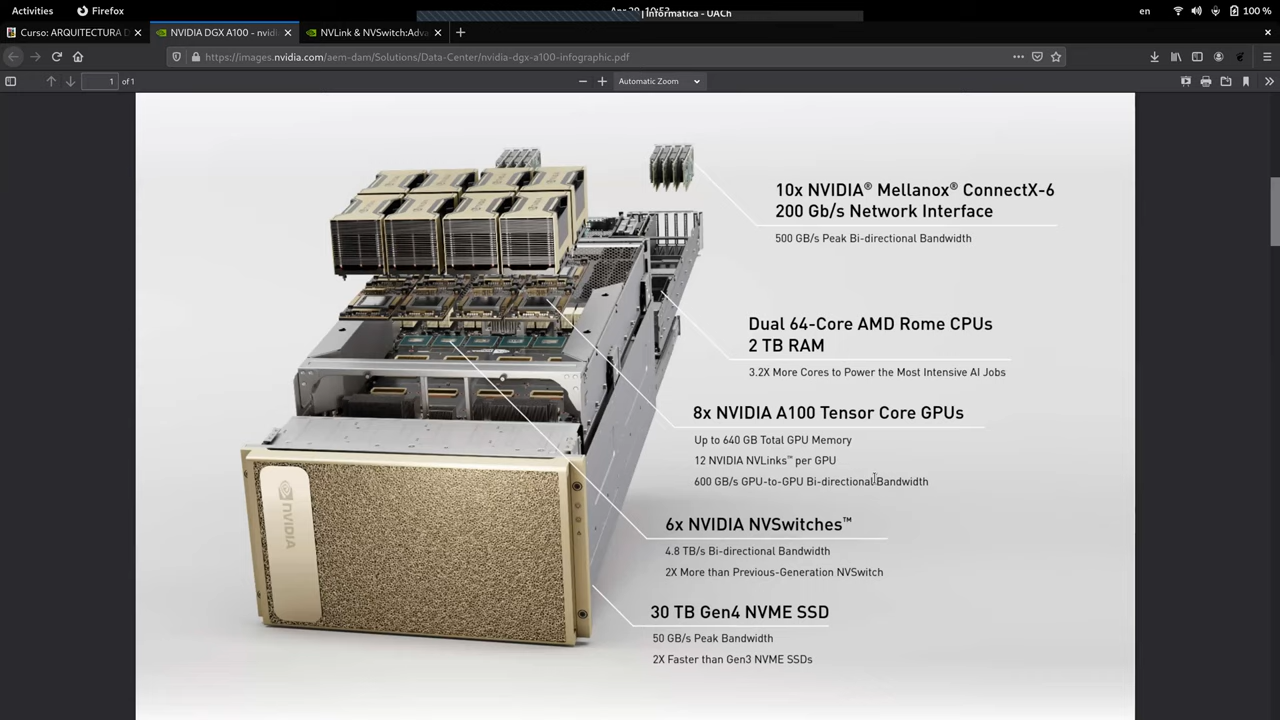 Activities
Firefox
| Informatica - UACh
en
100 %
Curso: ARQUITECTURA D
NVIDIA DGX A100 - nvidi
NVLink & NVSwitch:Adva
https://images.nvidia.com/aem-dam/Solutions/Data-Center/nvidia-dgx-a100-infographic.pdf
1 of 1
Automatic Zoom
10x NVIDIA® Mellanox® ConnectX-6
200 Gb/s Network Interface
500 GB/s Peak Bi-directional Bandwidth
Dual 64-Core AMD Rome CPUs
2 TB RAM
3.2X More Cores to Power the Most Intensive AI Jobs
8x NVIDIA A100 Tensor Core GPUs
Up to 640 GB Total GPU Memory
12 NVIDIA NVLinks™ per GPU
600 GB/s GPU-to-GPU Bi-directional Bandwidth
6x NVIDIA NVSwitches™
4.8 TB/s Bi-directional Bandwidth
2X More than Previous-Generation NVSwitch
30 TB Gen4 NVME SSD
50 GB/s Peak Bandwidth
2X Faster than Gen3 NVME SSDs
NVIDIA